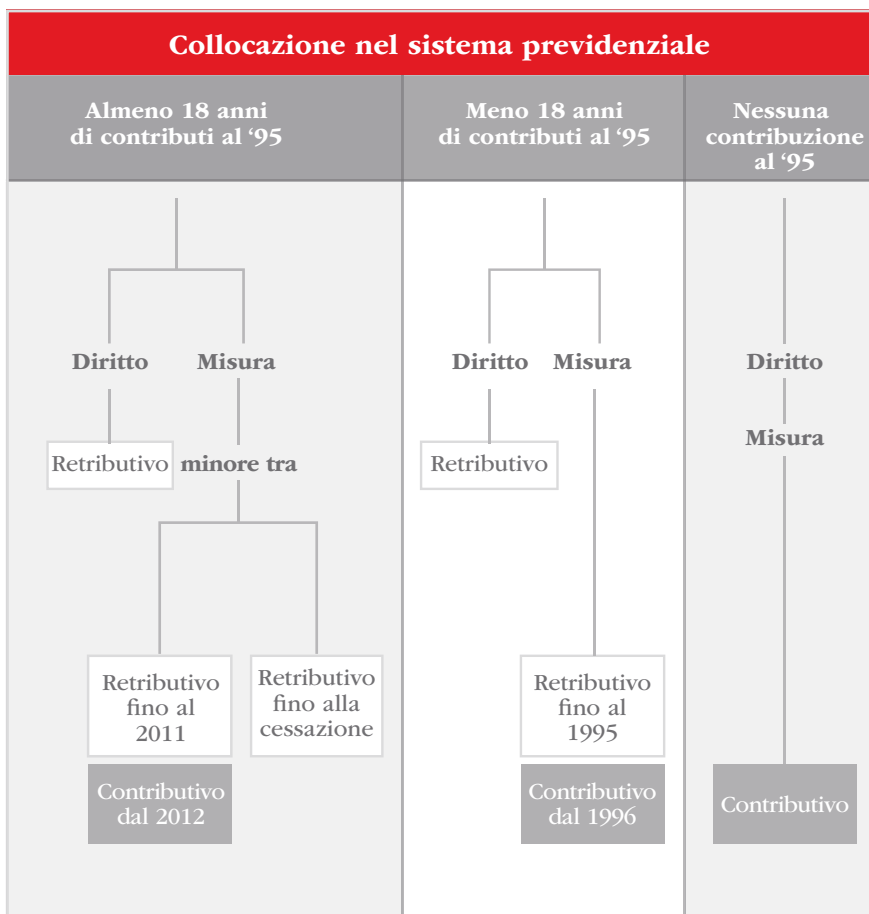 Collocazione nel sistema previdenziale
Almeno 18 anni
di contributi al ‘95
Meno 18 anni
di contributi al ‘95
Nessuna
contribuzione
al ‘95
Diritto
Misura
Retributivo
minore tra
Retributivo
fino al
2011
Contributivo
dal 2012
Retributivo
fino alla
cessazione
Diritto
Misura
Retributivo
Retributivo
fino al
1995
Contributivo
dal 1996
Diritto
Misura
Contributivo